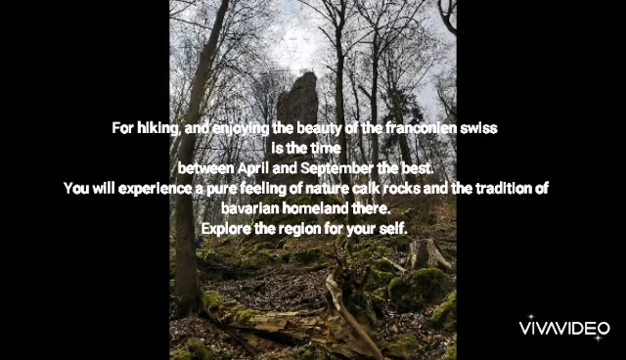 For hiking, and enjoying the beauty of the franconien swiss
is the time
between April and September the best.
You will experience a pure feeling of nature calk rocks and the tradition of
bavarian homeland there.
Explore the region for your self.
VIVAVIDEO